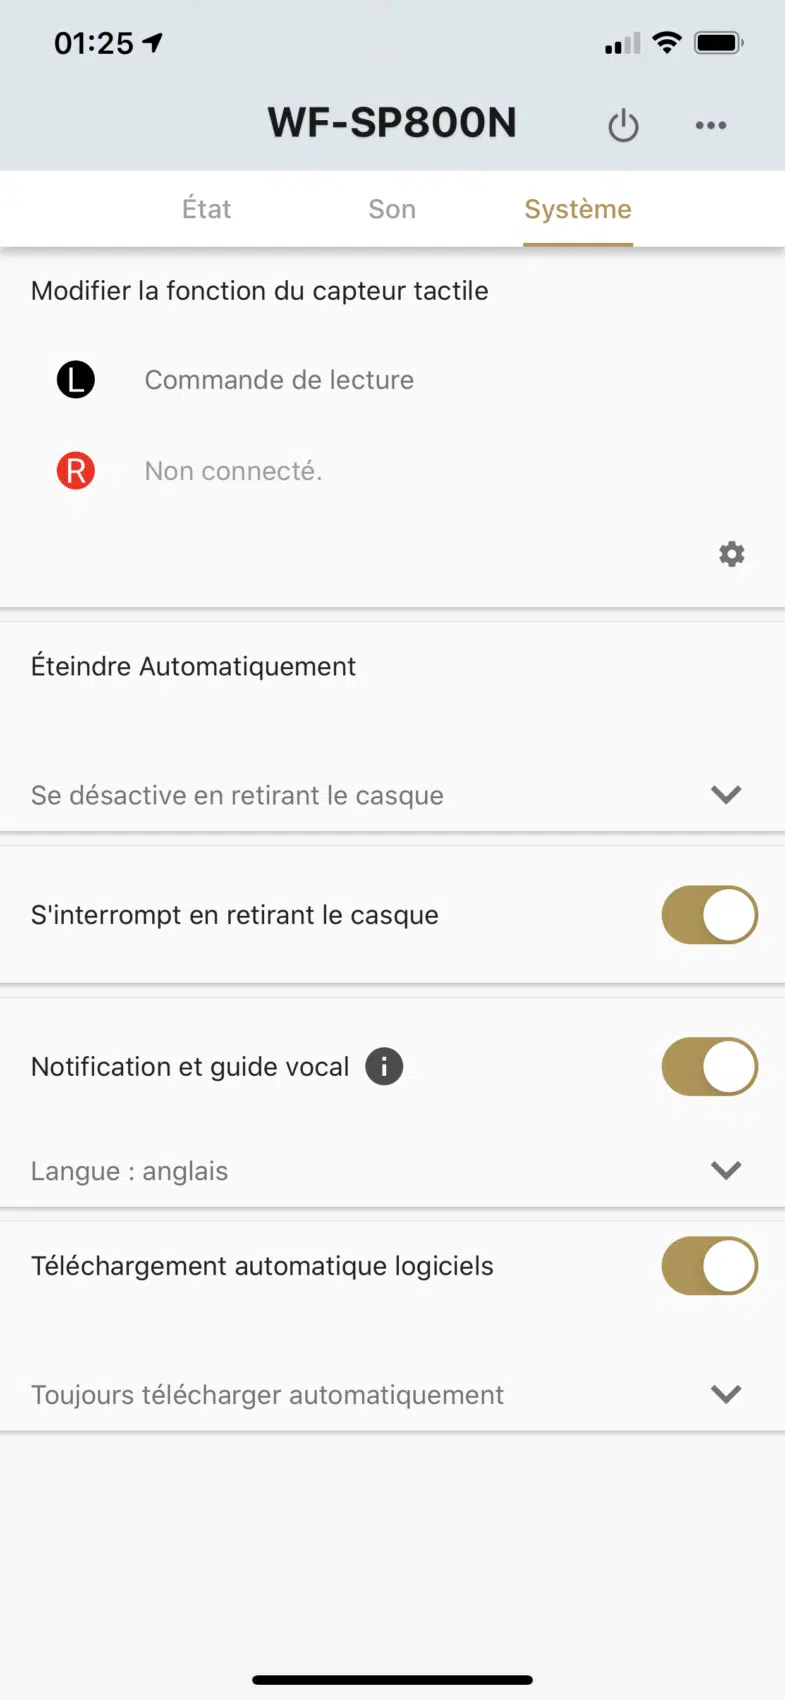 01:25
WF-SP800N
État Son Système
Modifier la fonction du capteur tactile
L Commande de lecture
R Non connecté.
Éteindre Automatiquement
Se désactive en retirant le casque
S'interrompt en retirant le casque
Notification et guide vocal i
Langue : anglais
Téléchargement automatique logiciels
Toujours télécharger automatiquement